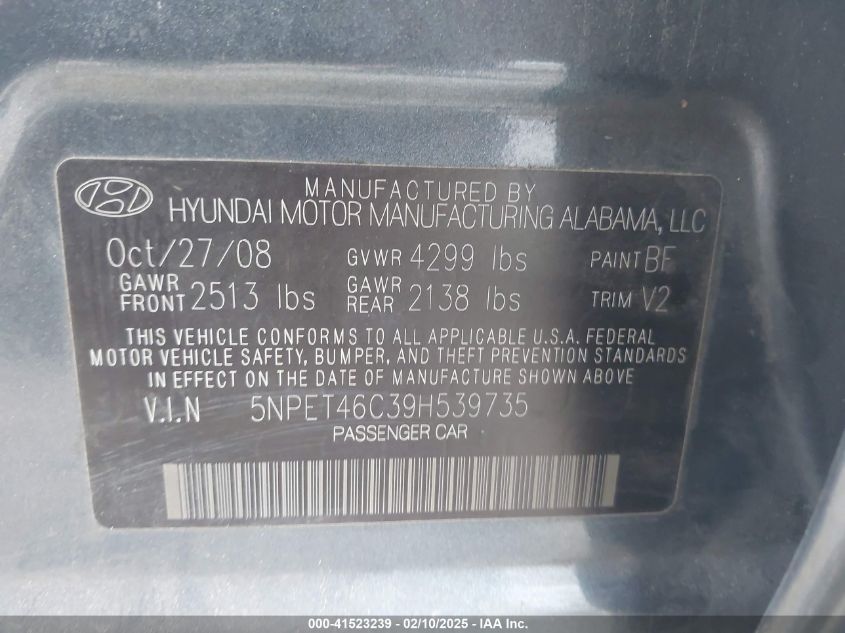 MANUFACTURED BY
HYUNDAI MOTOR MANUFACTURING ALABAMA, LLC
Oct/27/08 GVWR 4299 lbs PAINT BF
GAWR FRONT 2513 lbs GAWR REAR 2138 lbs TRIM V2
THIS VEHICLE CONFORMS TO ALL APPLICABLE U.S.A. FEDERAL
MOTOR VEHICLE SAFETY, BUMPER, AND THEFT PREVENTION STANDARDS
IN EFFECT ON THE DATE OF MANUFACTURE SHOWN ABOVE
V.I.N 5NPET46C39H539735
PASSENGER CAR
000-41523239 - 02/10/2025 - IAA Inc.